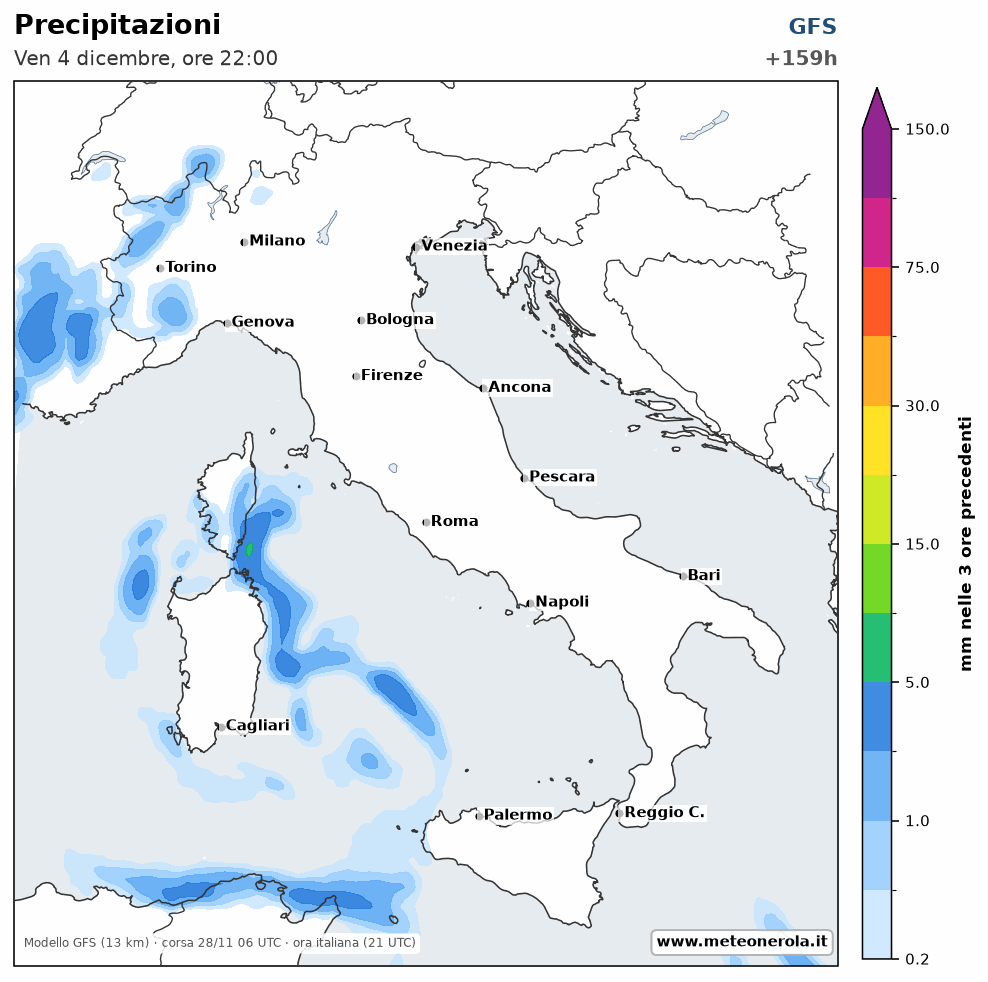 Precipitazioni
GFS
Ven 4 dicembre, ore 22:00
+159h
150.0
75.0
30.0
15.0
5.0
1.0
0.2
mm nelle 3 ore precedenti
Milano
Venezia
Torino
Genova
Bologna
Firenze
Ancona
Pescara
Roma
Bari
Napoli
Cagliari
Palermo
Reggio C.
Modello GFS (13 km) · corsa 28/11 06 UTC · ora italiana (21 UTC)
www.meteonerola.it